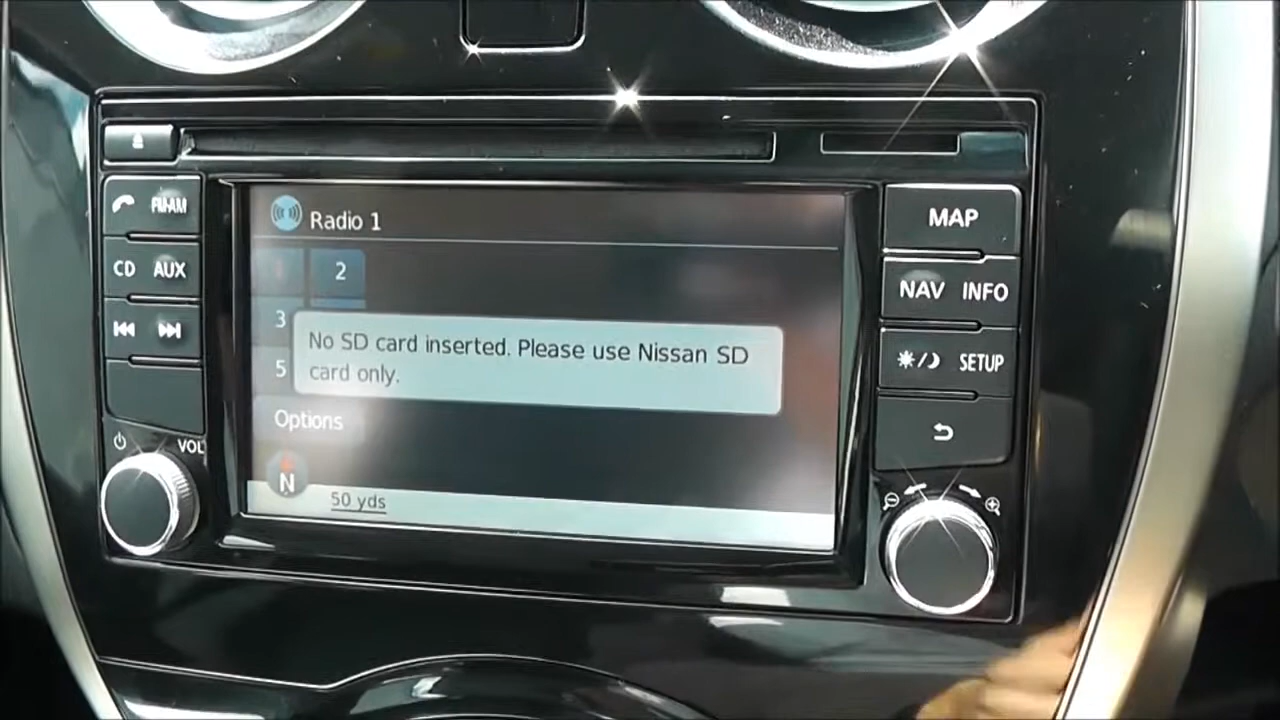 FM·AM
CD AUX
VOL
Radio 1
2
3
5
No SD card inserted. Please use Nissan SD
card only.
Options
N
50 yds
MAP
NAV INFO
SETUP